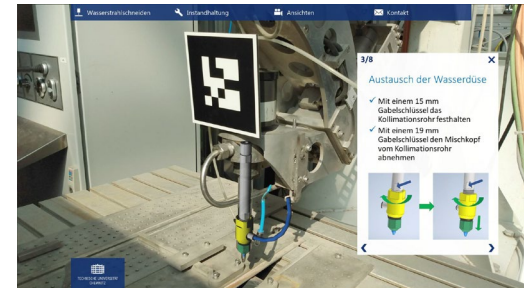 Wasserstrahlschneiden
Instandhaltung
Ansichten
Kontakt
3/8
X
Austausch der Wasserdüse
✓ Mit einem 15 mm
Gabelschlüssel das
Kollimationsrohr festhalten
✓ Mit einem 19 mm
Gabelschlüssel den Mischkopf
vom Kollimationsrohr
abnehmen
TECHNISCHE UNIVERSITÄT
CHEMNITZ